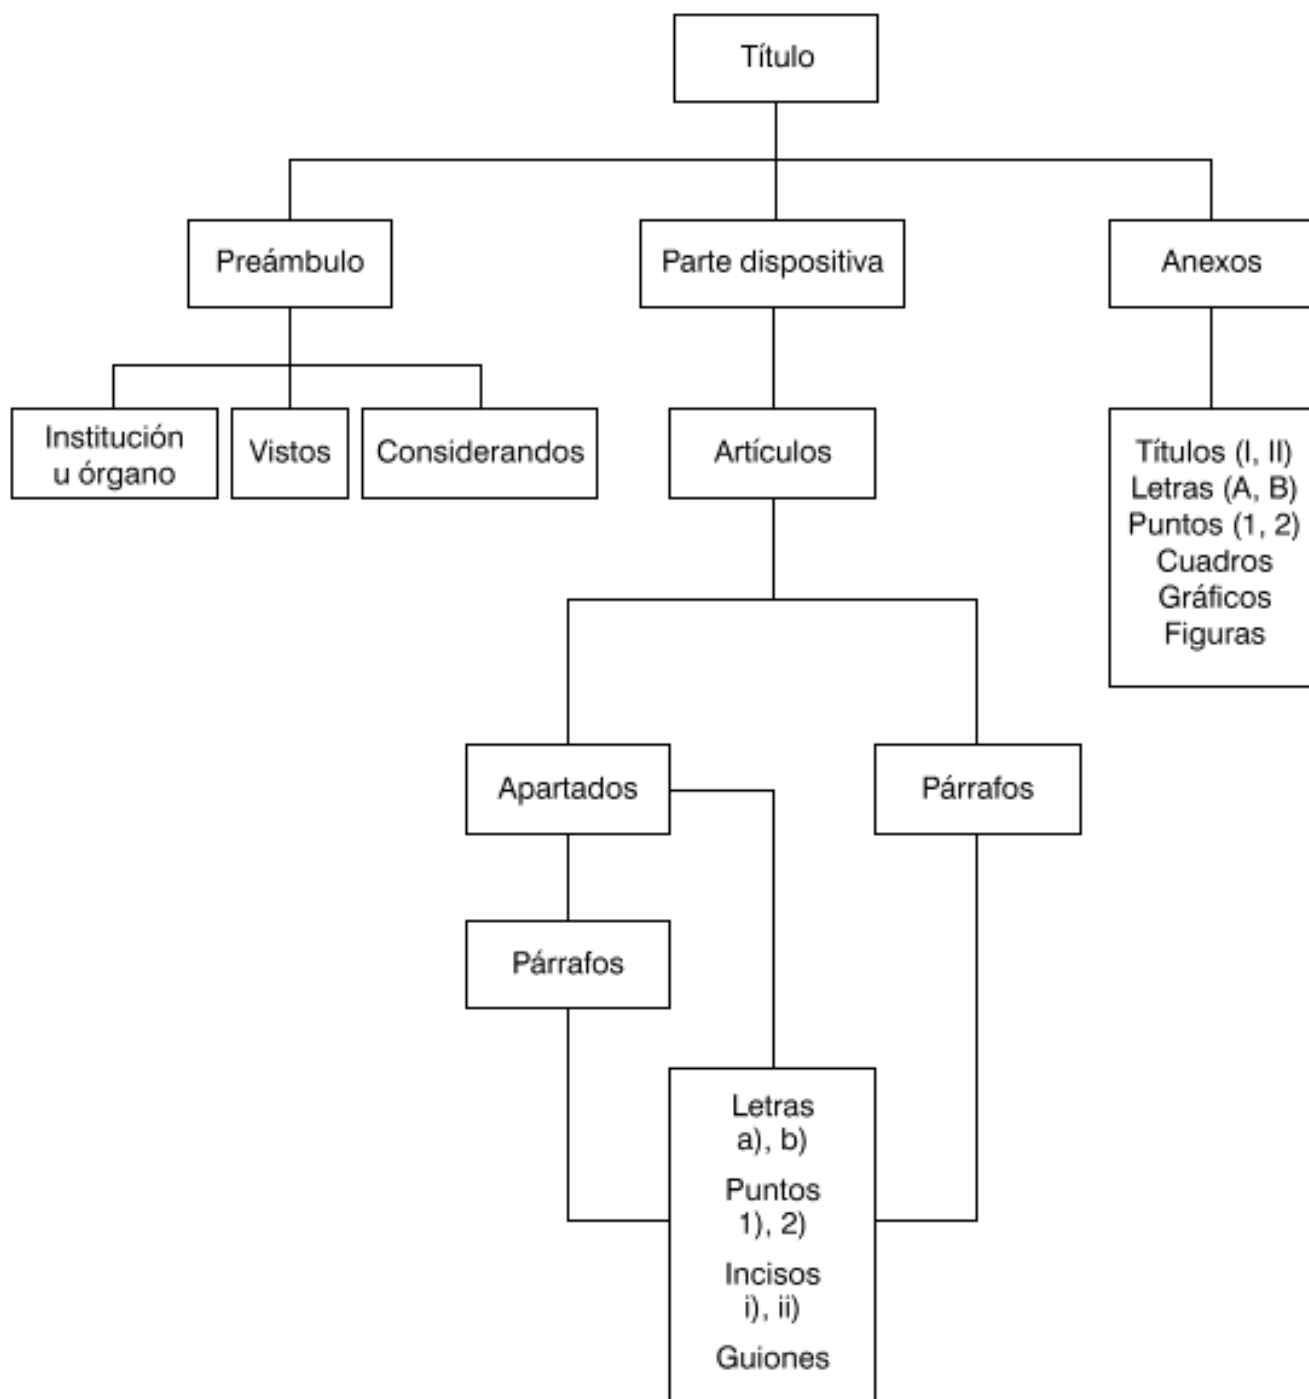 Título
Preámbulo
Parte dispositiva
Anexos
Institución
u órgano
Vistos
Considerandos
Artículos
Títulos (I, II)
Letras (A, B)
Puntos (1, 2)
Cuadros
Gráficos
Figuras
Apartados
Párrafos
Párrafos
Letras
a), b)
Puntos
1), 2)
Incisos
i), ii)
Guiones